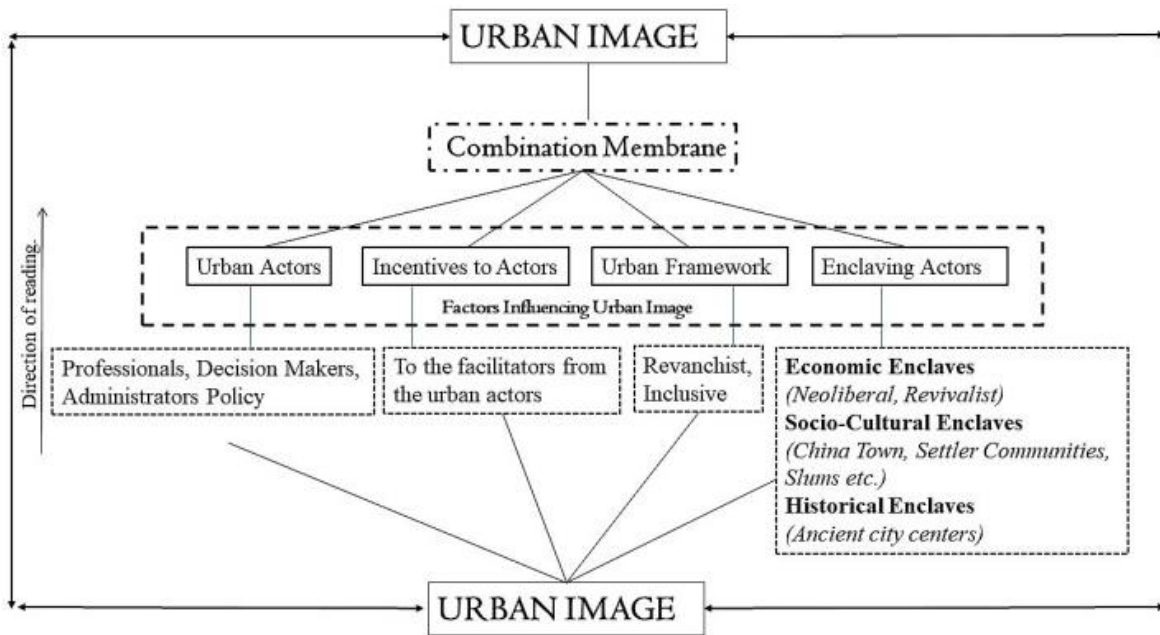 URBAN IMAGE
Combination Membrane
Direction of reading.
Urban Actors
Incentives to Actors
Urban Framework
Enclaving Actors
Factors Influencing Urban Image
Professionals, Decision Makers,
Administrators Policy
To the facilitators from
the urban actors
Revanchist,
Inclusive
Economic Enclaves
(Neoliberal, Revivalist)
Socio-Cultural Enclaves
(China Town, Settler Communities,
Slums etc.)
Historical Enclaves
(Ancient city centers)
URBAN IMAGE